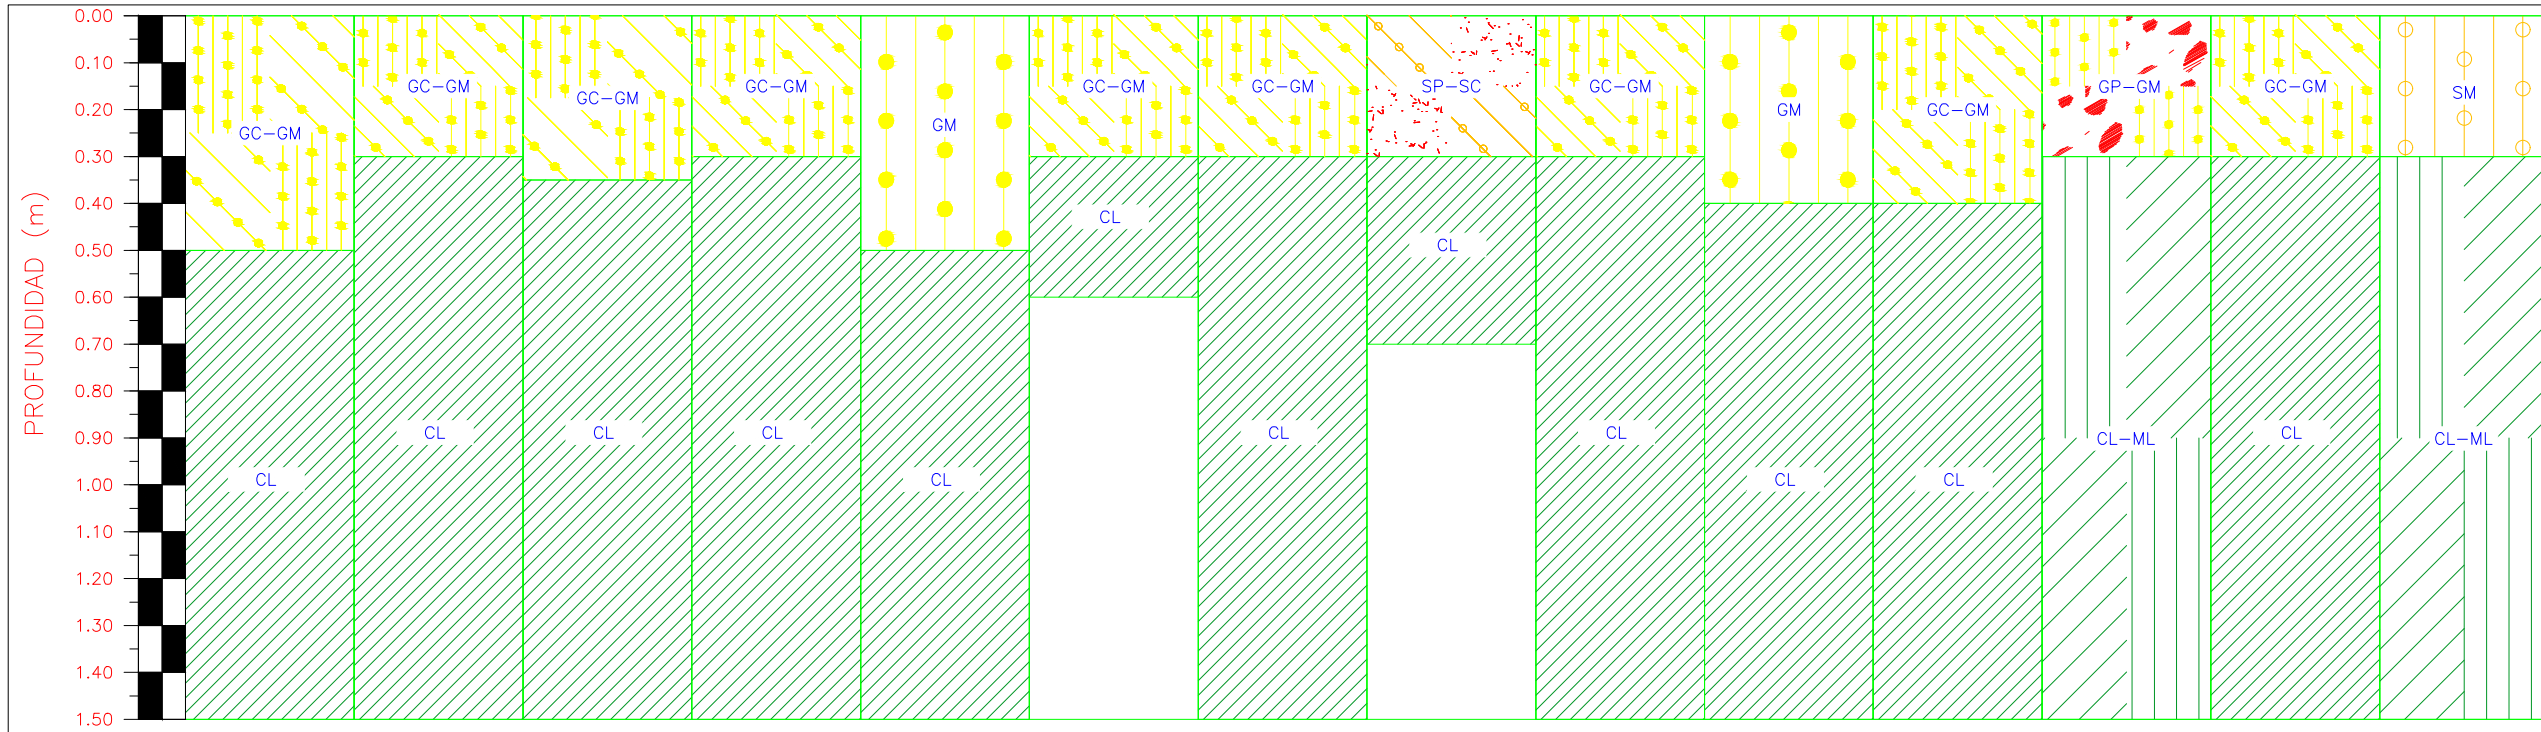 PROFUNDIDAD (m)
0.00
0.10
0.20
0.30
0.40
0.50
0.60
0.70
0.80
0.90
1.00
1.10
1.20
1.30
1.40
1.50
GC-GM
CL
GC-GM
CL
GC-GM
CL
GC-GM
CL
GM
CL
GC-GM
CL
GC-GM
CL
SP-SC
CL
GC-GM
CL
GM
CL
GC-GM
CL
GP-GM
CL-ML
GC-GM
CL
SM
CL-ML